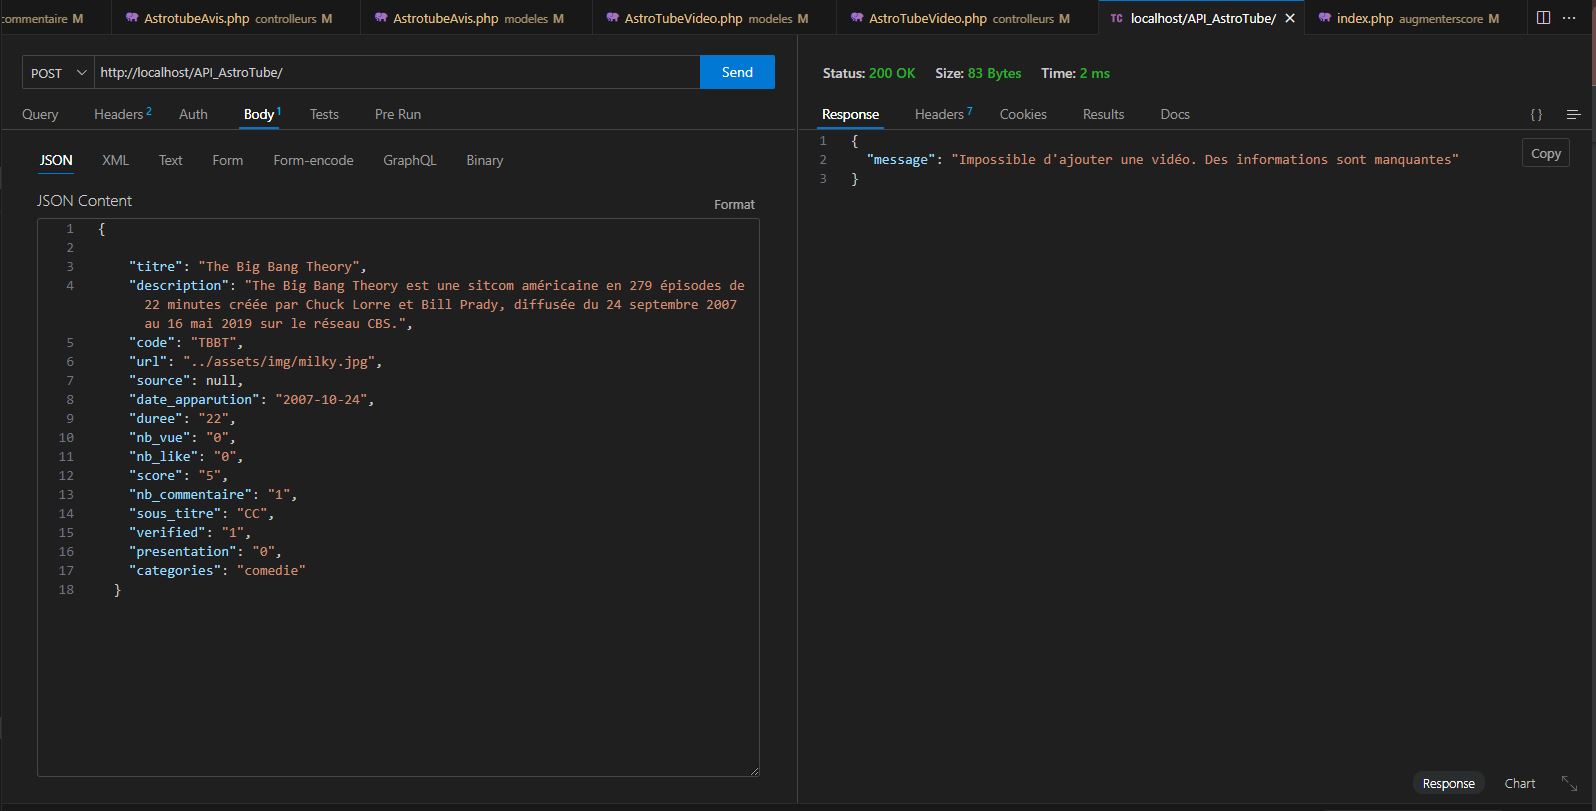 commentaire M
AstrotubeAvis.php controlleurs M
AstrotubeAvis.php modeles M
AstroTubeVideo.php modeles M
AstroTubeVideo.php controlleurs M
TC localhost/API_AstroTube/
index.php augmenterscore M
POST http://localhost/API_AstroTube/ Send
Query Headers 2 Auth Body 1 Tests Pre Run
JSON XML Text Form Form-encode GraphQL Binary
JSON Content
Format
1 {
2
3 "titre": "The Big Bang Theory",
4 "description": "The Big Bang Theory est une sitcom américaine en 279 épisodes de
22 minutes créée par Chuck Lorre et Bill Prady, diffusée du 24 septembre 2007
au 16 mai 2019 sur le réseau CBS.",
5 "code": "TBBT",
6 "url": "../assets/img/milky.jpg",
7 "source": null,
8 "date_apparution": "2007-10-24",
9 "duree": "22",
10 "nb_vue": "0",
11 "nb_like": "0",
12 "score": "5",
13 "nb_commentaire": "1",
14 "sous_titre": "CC",
15 "verified": "1",
16 "presentation": "0",
17 "categories": "comedie"
18 }
Status: 200 OK Size: 83 Bytes Time: 2 ms
Response Headers 7 Cookies Results Docs { }
1 {
2 "message": "Impossible d'ajouter une vidéo. Des informations sont manquantes"
3 }
Copy
Response Chart